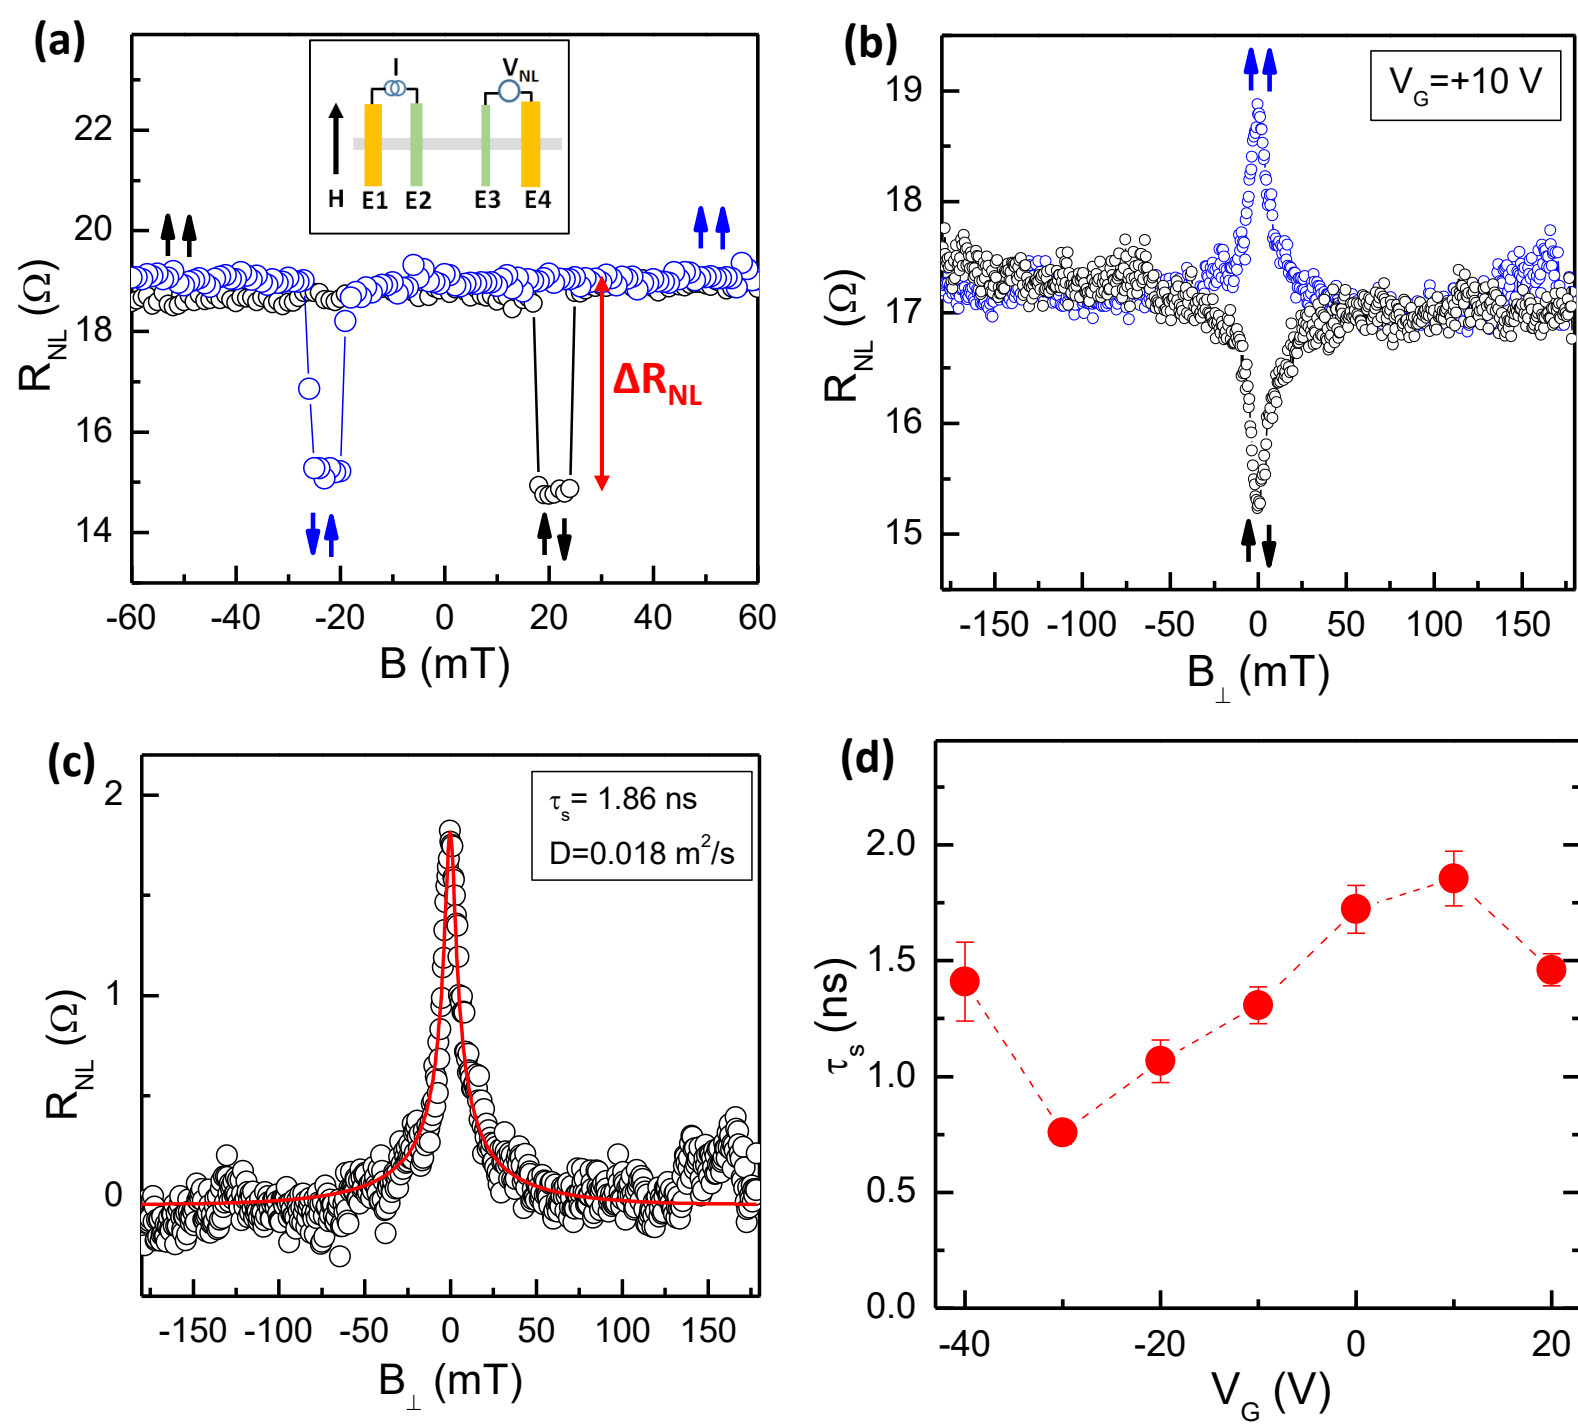 (a)
I V_NL
H E1 E2 E3 E4
ΔR_NL
22
20
18
16
14
-60 -40 -20 0 20 40 60
R_NL (Ω)
B (mT)
(b)
V_G=+10 V
19
18
17
16
15
-150 -100 -50 0 50 100 150
R_NL (Ω)
B_⊥ (mT)
(c)
τ_s= 1.86 ns
D=0.018 m²/s
2
1
0
-150 -100 -50 0 50 100 150
R_NL (Ω)
B_⊥ (mT)
(d)
2.0
1.5
1.0
0.5
0.0
-40 -20 0 20
τ_s (ns)
V_G (V)